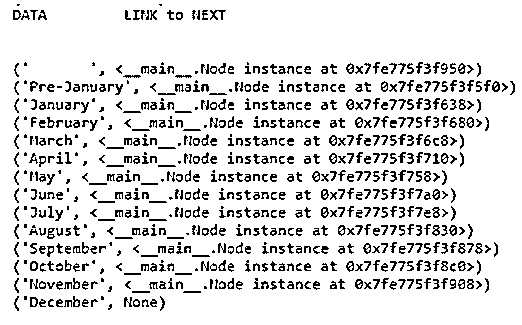 DATA LINK to NEXT
(' ', <__main__.Node instance at 0x7fe775f3f950>)
('Pre-January', <__main__.Node instance at 0x7fe775f3f5f0>)
('January', <__main__.Node instance at 0x7fe775f3f638>)
('February', <__main__.Node instance at 0x7fe775f3f680>)
('March', <__main__.Node instance at 0x7fe775f3f6c8>)
('April', <__main__.Node instance at 0x7fe775f3f710>)
('May', <__main__.Node instance at 0x7fe775f3f758>)
('June', <__main__.Node instance at 0x7fe775f3f7a0>)
('July', <__main__.Node instance at 0x7fe775f3f7e8>)
('August', <__main__.Node instance at 0x7fe775f3f830>)
('September', <__main__.Node instance at 0x7fe775f3f878>)
('October', <__main__.Node instance at 0x7fe775f3f8c0>)
('November', <__main__.Node instance at 0x7fe775f3f908>)
('December', None)